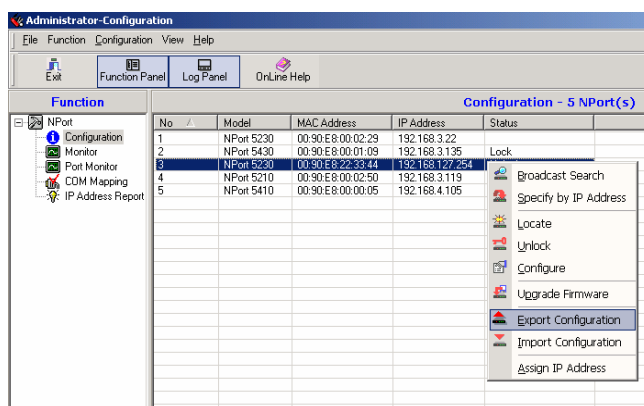 Administrator-Configuration
File Function Configuration View Help
Exit Function Panel Log Panel OnLine Help
Function
Configuration - 5 NPort(s)
NPort
Configuration
Monitor
Port Monitor
COM Mapping
IP Address Report
No Model MAC Address IP Address Status
1 NPort 5230 00:90:E8:00:02:29 192.168.3.22
2 NPort 5430 00:90:E8:00:01:09 192.168.3.135 Lock
3 NPort 5230 00:90:E8:22:33:44 192.168.127.254
4 NPort 5210 00:90:E8:00:02:50 192.168.3.119
5 NPort 5410 00:90:E8:00:00:05 192.168.4.105
Broadcast Search
Specify by IP Address
Locate
Unlock
Configure
Upgrade Firmware
Export Configuration
Import Configuration
Assign IP Address